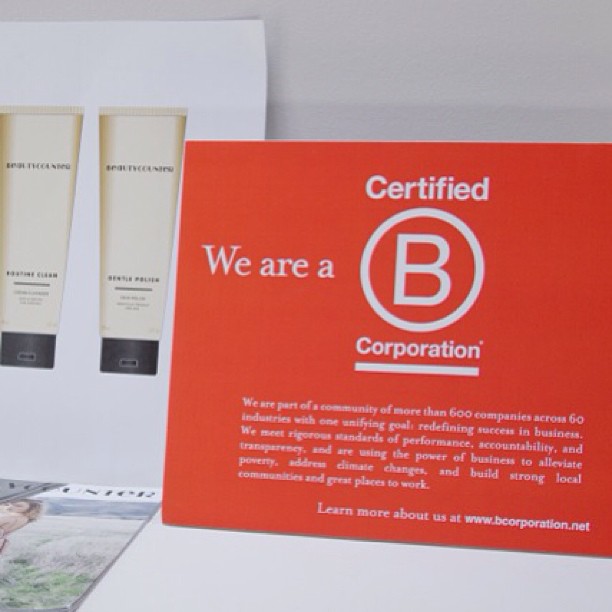 BEAUTYCOUNTER
ROUTINE CLEAN
CREAM CLEANSER
BEAUTYCOUNTER
GENTLE POLISH
Certified
We are a
B
Corporation®
We are part of a community of more than 600 companies across 60
industries with one unifying goal: redefining success in business.
We meet rigorous standards of performance, accountability, and
transparency, and are using the power of business to alleviate
poverty, address climate changes, and build strong local
communities and great places to work.
Learn more about us at www.bcorporation.net